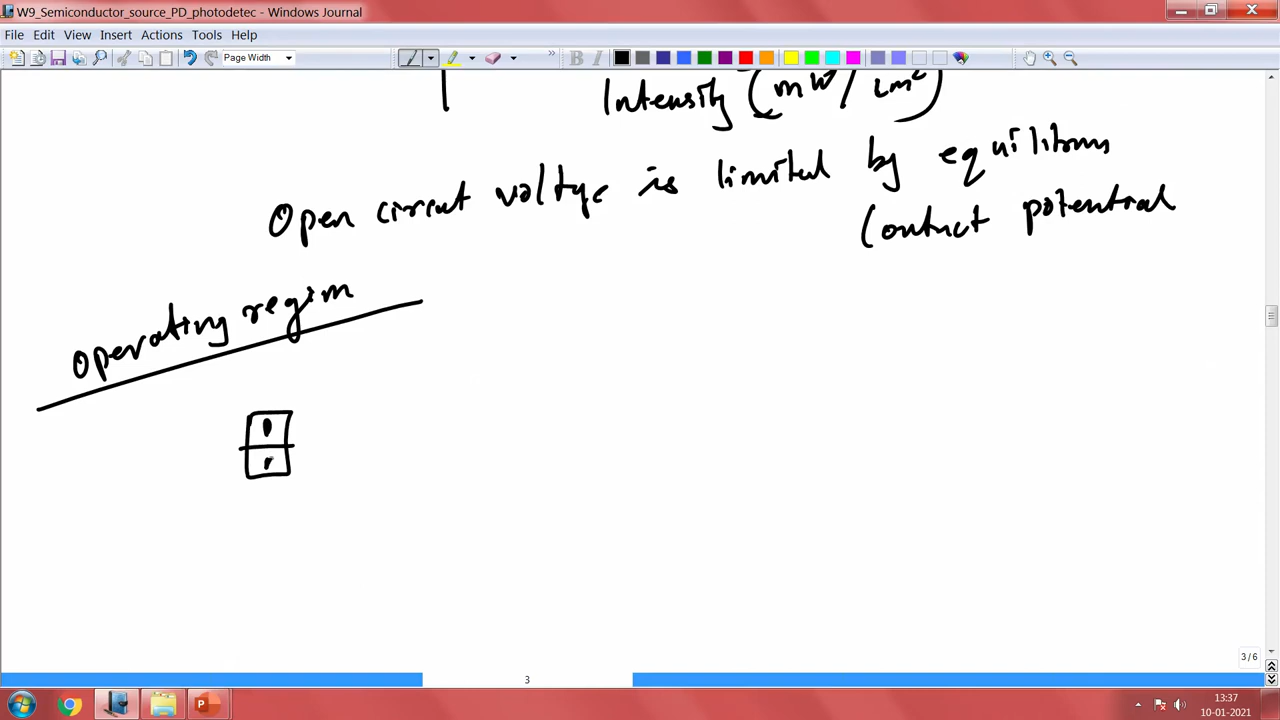 W9_Semiconductor_source_PD_photodetec - Windows Journal
File Edit View Insert Actions Tools Help
Page Width
Intensity (mW/cm²)
Open circuit voltage is limited by equilibrium
contact potential
Operating regim
3/6
3
13:37
10-01-2021